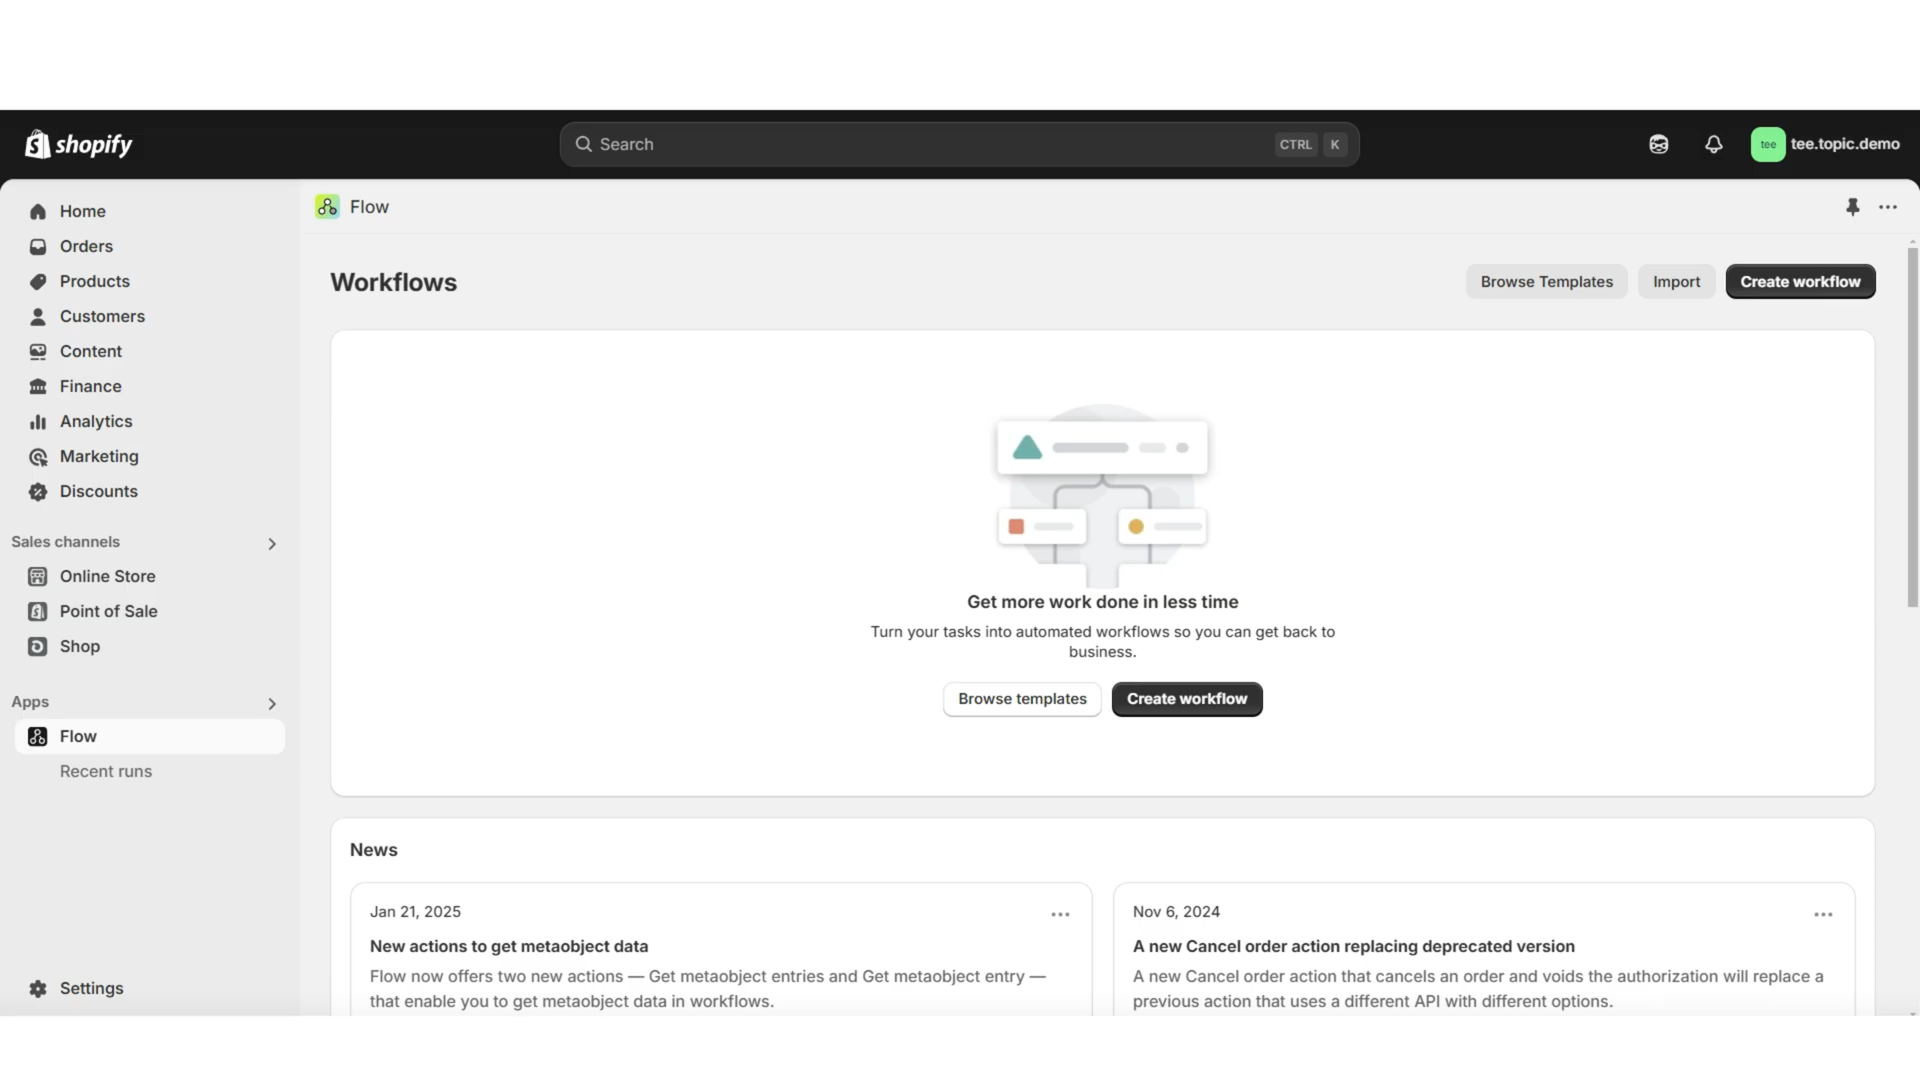 shopify
Search
CTRL K
tee
tee.topic.demo
Home
Orders
Products
Customers
Content
Finance
Analytics
Marketing
Discounts
Sales channels
Online Store
Point of Sale
Shop
Apps
Flow
Recent runs
Settings
Flow
Workflows
Browse Templates
Import
Create workflow
Get more work done in less time
Turn your tasks into automated workflows so you can get back to
business.
Browse templates
Create workflow
News
Jan 21, 2025
New actions to get metaobject data
Flow now offers two new actions — Get metaobject entries and Get metaobject entry —
that enable you to get metaobject data in workflows.
Nov 6, 2024
A new Cancel order action replacing deprecated version
A new Cancel order action that cancels an order and voids the authorization will replace a
previous action that uses a different API with different options.